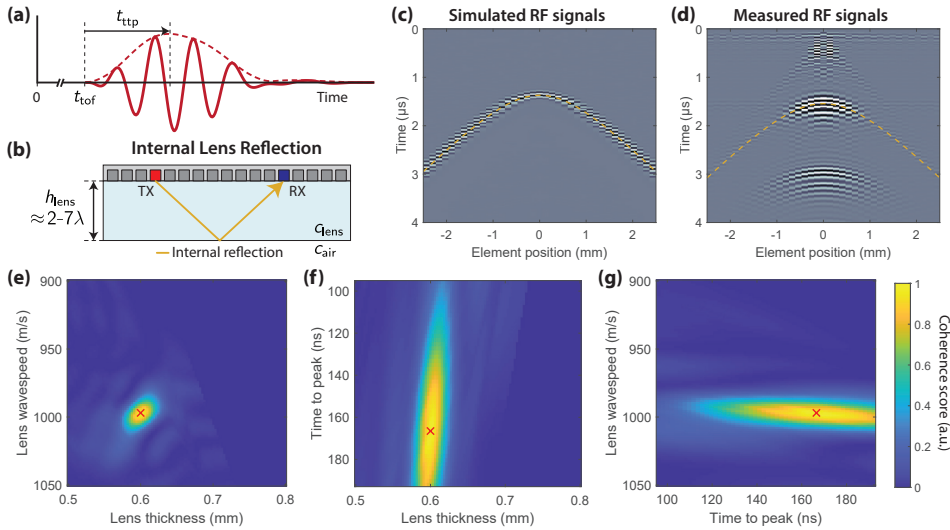 (a)
t_ttp
0
t_tof
Time
(b)
Internal Lens Reflection
TX
RX
h_lens
≈2-7λ
c_lens
Internal reflection
c_air
(c)
Simulated RF signals
0
1
2
3
4
Time (µs)
-2
-1
0
1
2
Element position (mm)
(d)
Measured RF signals
0
1
2
3
4
Time (µs)
-2
-1
0
1
2
Element position (mm)
(e)
900
950
1000
1050
Lens wavespeed (m/s)
0.5
0.6
0.7
0.8
Lens thickness (mm)
(f)
100
120
140
160
180
Time to peak (ns)
0.5
0.6
0.7
0.8
Lens thickness (mm)
(g)
900
950
1000
1050
Lens wavespeed (m/s)
100
120
140
160
180
Time to peak (ns)
1
0.8
0.6
0.4
0.2
0
Coherence score (a.u.)